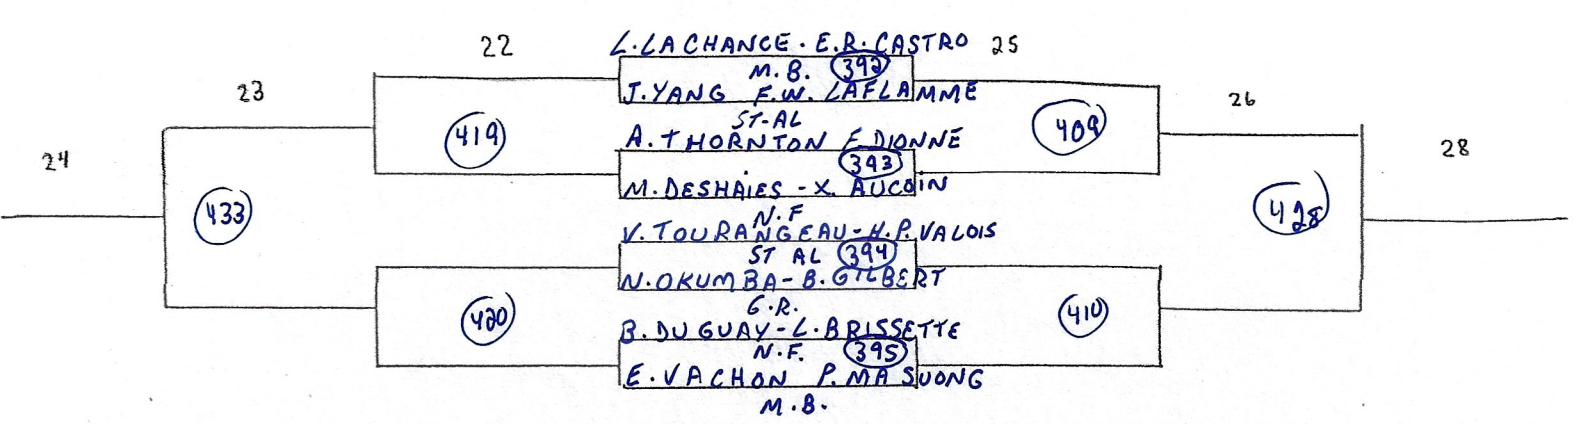 22
L.LACHANCE . E.R. CASTRO
25
M.B. 392
J.YANG F.W. LAFLAMME
23
26
ST-AL
419
A. THORNTON F. DIONNE
409
24
393
28
M.DESHAIES - X. AUCOIN
N.F
433
V. TOURANGEAU - H.P. VALOIS
428
ST AL 394
N.OKUMBA - B. GILBERT
G.R.
420
B. DUGUAY - L. BRISSETTE
410
N.F. 395
E. VACHON P. MASUONG
M.B.